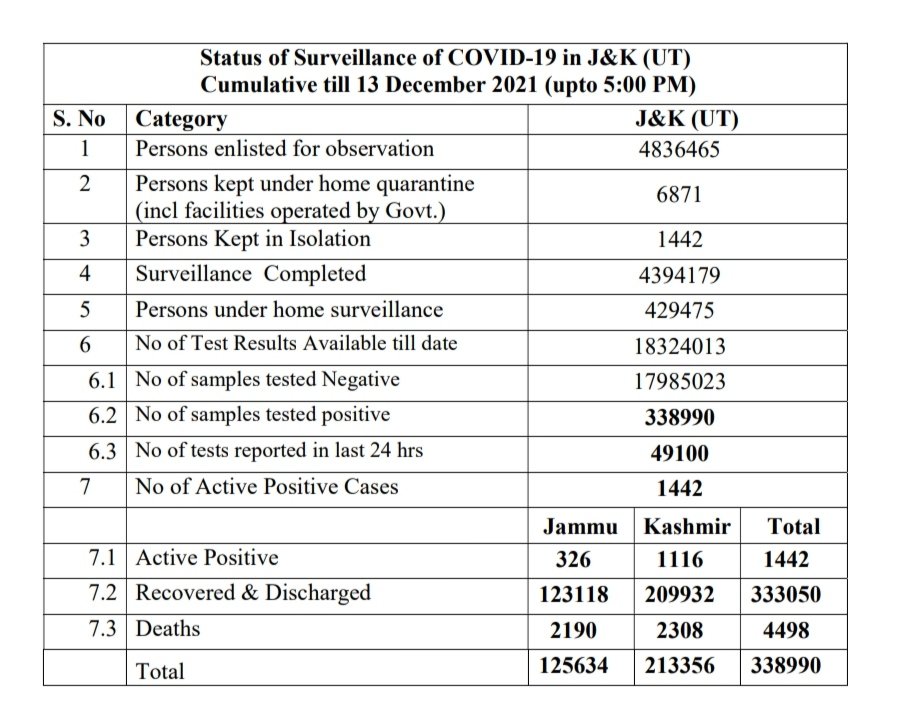 Status of Surveillance of COVID-19 in J&K (UT)
Cumulative till 13 December 2021 (upto 5:00 PM)
S. No Category J&K (UT)
1 Persons enlisted for observation 4836465
2 Persons kept under home quarantine
(incl facilities operated by Govt.) 6871
3 Persons Kept in Isolation 1442
4 Surveillance Completed 4394179
5 Persons under home surveillance 429475
6 No of Test Results Available till date 18324013
6.1 No of samples tested Negative 17985023
6.2 No of samples tested positive 338990
6.3 No of tests reported in last 24 hrs 49100
7 No of Active Positive Cases 1442
Jammu Kashmir Total
7.1 Active Positive 326 1116 1442
7.2 Recovered & Discharged 123118 209932 333050
7.3 Deaths 2190 2308 4498
Total 125634 213356 338990